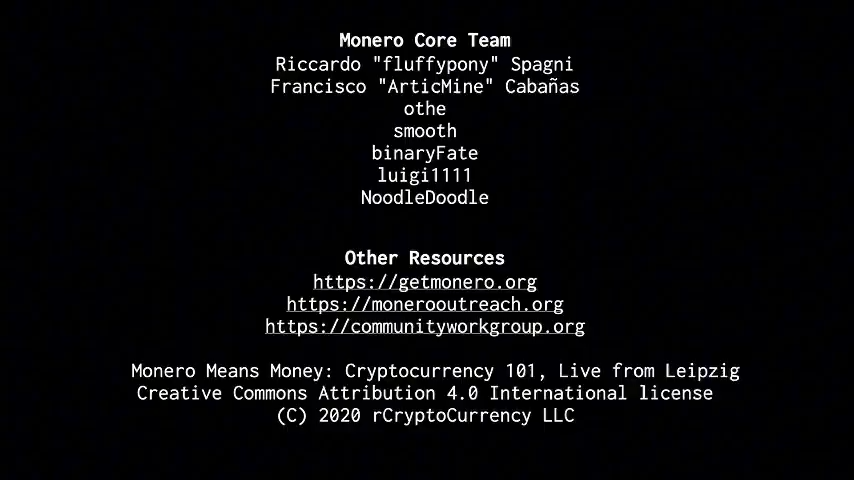 Monero Core Team
Riccardo "fluffypony" Spagni
Francisco "ArticMine" Cabañas
othe
smooth
binaryFate
luigi1111
NoodleDoodle
Other Resources
https://getmonero.org
https://monerooutreach.org
https://communityworkgroup.org
Monero Means Money: Cryptocurrency 101, Live from Leipzig
Creative Commons Attribution 4.0 International license
(C) 2020 rCryptoCurrency LLC